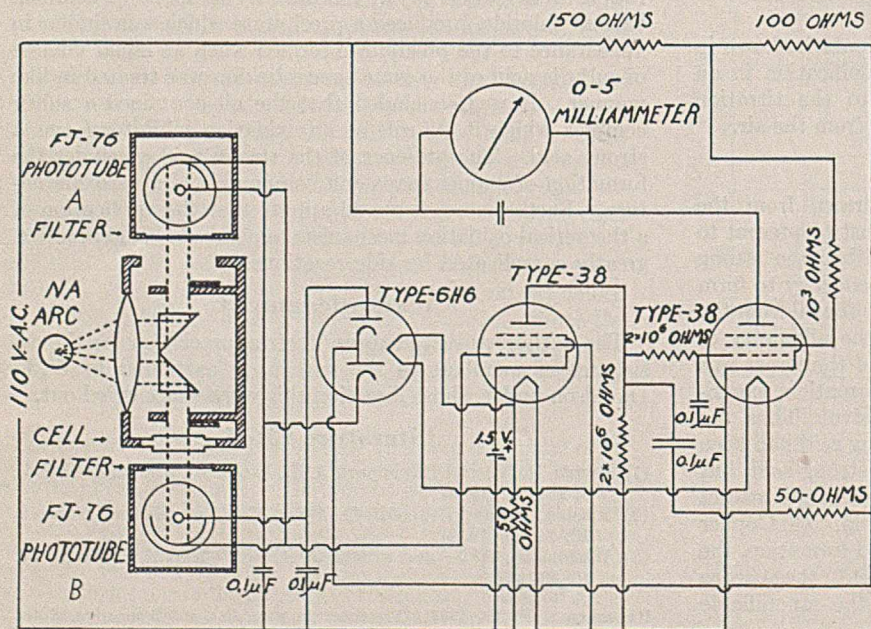 150 OHMS
100 OHMS
0-5
MILLIAMMETER
FJ-76
PHOTOTUBE
A
FILTER→
NA
ARC
110 V-A.C.
CELL→
FILTER→
FJ-76
PHOTOTUBE
B
TYPE-6H6
TYPE-38
TYPE-38
2×10⁶ OHMS
10³ OHMS
0.1μF
0.1μF
1.5 V.
+
50
OHMS
2×10⁶ OHMS
50-OHMS
0.1μF
0.1μF